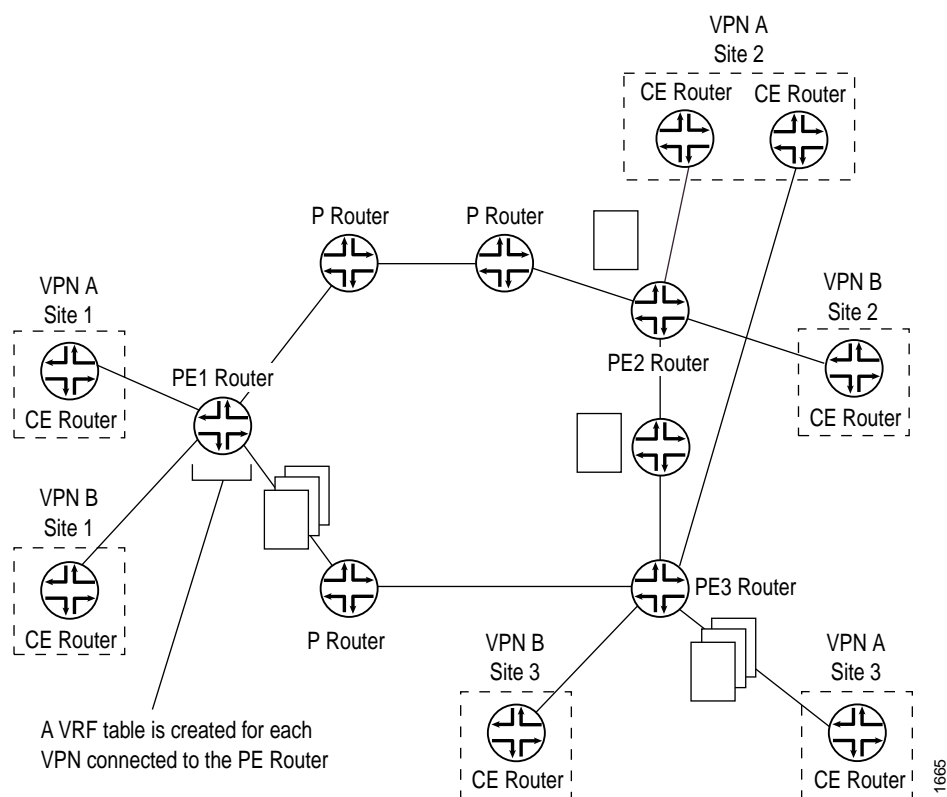 VPN A
Site 2
CE Router
CE Router
P Router
P Router
VPN A
Site 1
VPN B
Site 2
PE1 Router
PE2 Router
CE Router
CE Router
VPN B
Site 1
PE3 Router
CE Router
P Router
VPN B
Site 3
VPN A
Site 3
A VRF table is created for each
VPN connected to the PE Router
CE Router
CE Router
1665